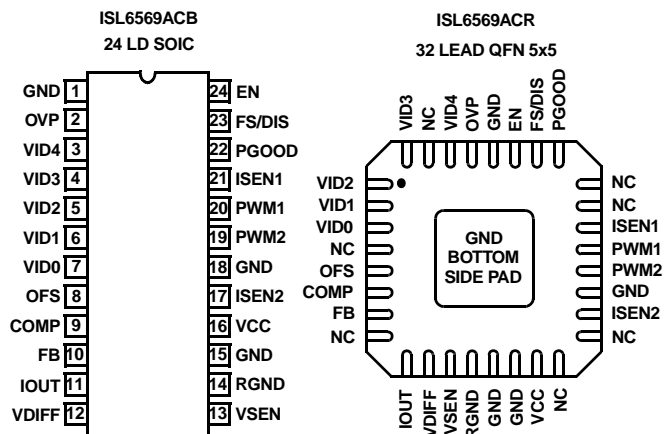 ISL6569ACB
24 LD SOIC
GND 1
OVP 2
VID4 3
VID3 4
VID2 5
VID1 6
VID0 7
OFS 8
COMP 9
FB 10
IOUT 11
VDIFF 12
24 EN
23 FS/DIS
22 PGOOD
21 ISEN1
20 PWM1
19 PWM2
18 GND
17 ISEN2
16 VCC
15 GND
14 RGND
13 VSEN
ISL6569ACR
32 LEAD QFN 5x5
VID3
NC
VID4
OVP
GND
EN
FS/DIS
PGOOD
VID2
VID1
VID0
NC
OFS
COMP
FB
NC
GND
BOTTOM
SIDE PAD
NC
NC
ISEN1
PWM1
PWM2
GND
ISEN2
NC
IOUT
VDIFF
VSEN
RGND
GND
GND
VCC
NC